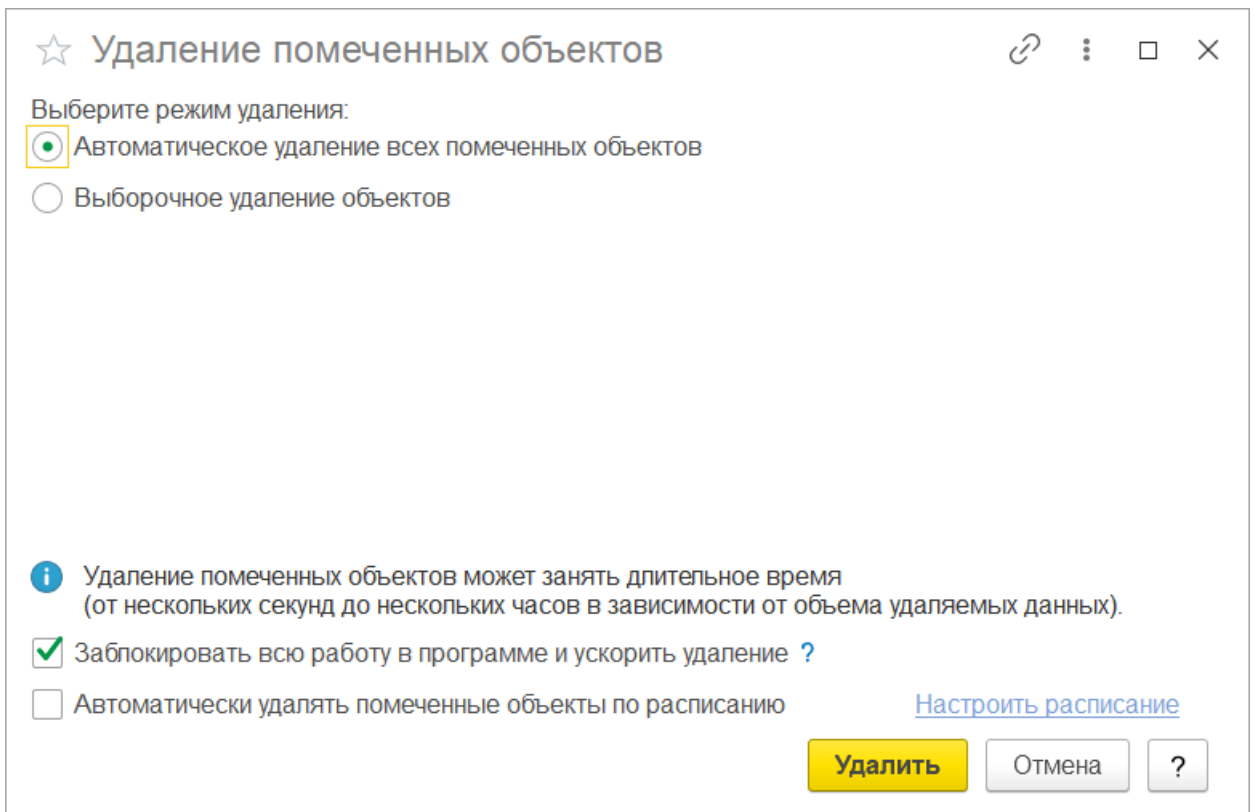 Удаление помеченных объектов
Выберите режим удаления:
Автоматическое удаление всех помеченных объектов
Выборочное удаление объектов
Удаление помеченных объектов может занять длительное время
(от нескольких секунд до нескольких часов в зависимости от объема удаляемых данных).
Заблокировать всю работу в программе и ускорить удаление ?
Автоматически удалять помеченные объекты по расписанию Настроить расписание
Удалить Отмена ?